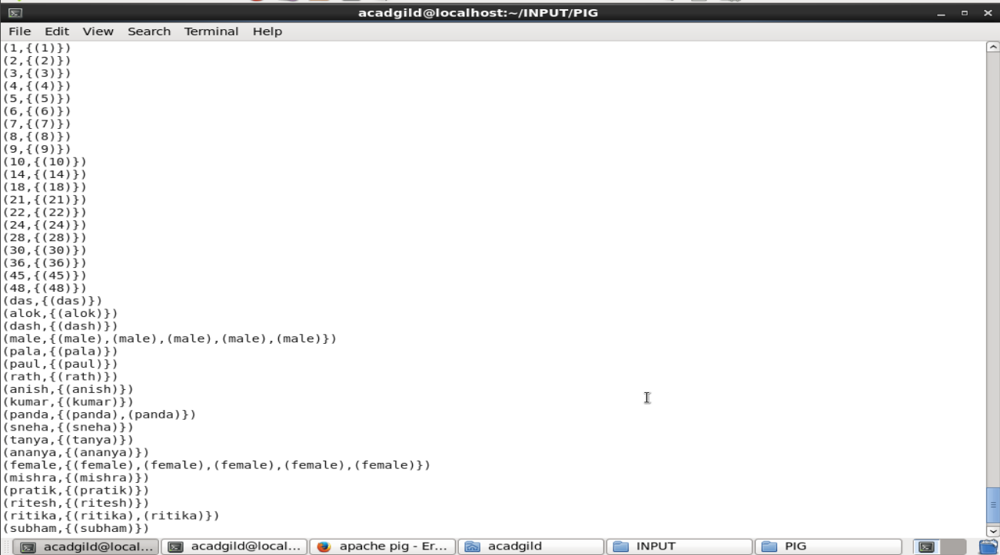 acadgild@localhost:~/INPUT/PIG
File Edit View Search Terminal Help
(1,{(1)})
(2,{(2)})
(3,{(3)})
(4,{(4)})
(5,{(5)})
(6,{(6)})
(7,{(7)})
(8,{(8)})
(9,{(9)})
(10,{(10)})
(14,{(14)})
(18,{(18)})
(21,{(21)})
(22,{(22)})
(24,{(24)})
(28,{(28)})
(30,{(30)})
(36,{(36)})
(45,{(45)})
(48,{(48)})
(das,{(das)})
(alok,{(alok)})
(dash,{(dash)})
(male,{(male),(male),(male),(male),(male)})
(pala,{(pala)})
(paul,{(paul)})
(rath,{(rath)})
(anish,{(anish)})
(kumar,{(kumar)})
(panda,{(panda),(panda)})
(sneha,{(sneha)})
(tanya,{(tanya)})
(ananya,{(ananya)})
(female,{(female),(female),(female),(female),(female)})
(mishra,{(mishra)})
(pratik,{(pratik)})
(ritesh,{(ritesh)})
(ritika,{(ritika),(ritika)})
(subham,{(subham)})
acadgild@local... acadgild@local... apache pig - Er... acadgild INPUT PIG